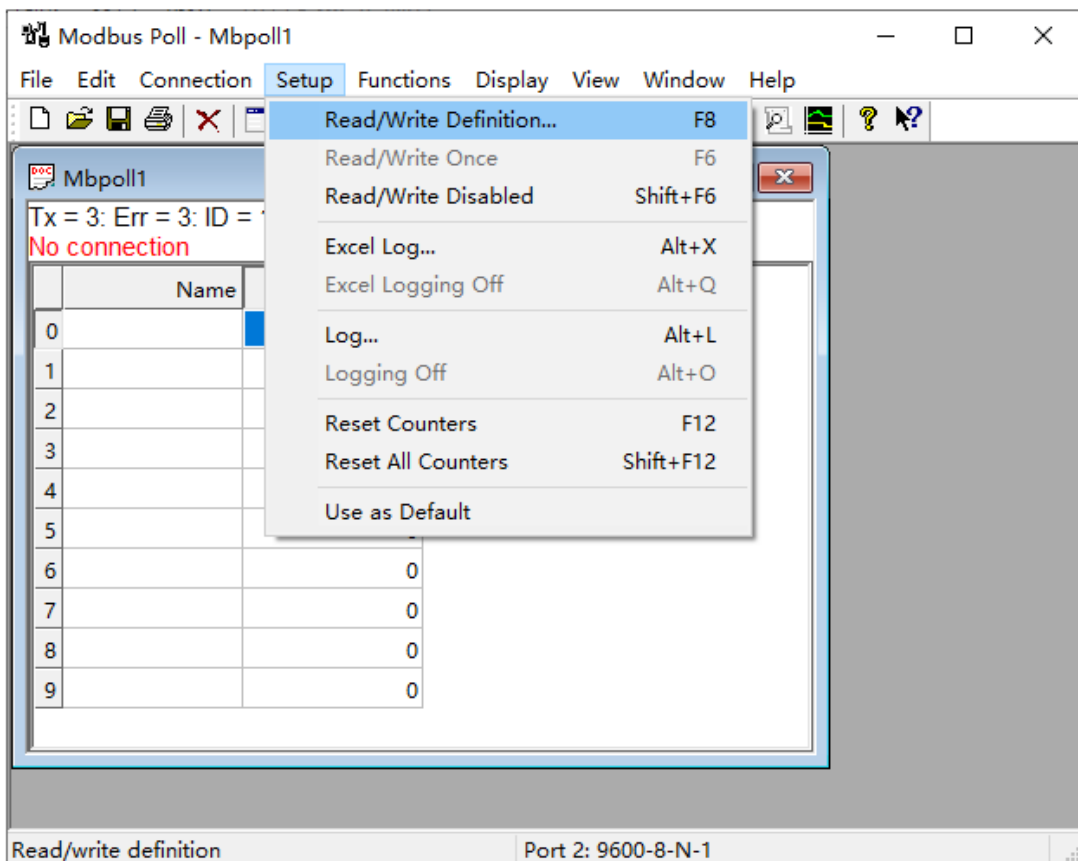 Modbus Poll - Mbpoll1
File Edit Connection Setup Functions Display View Window Help
Read/Write Definition... F8
Read/Write Once F6
Read/Write Disabled Shift+F6
Excel Log... Alt+X
Excel Logging Off Alt+Q
Log... Alt+L
Logging Off Alt+O
Reset Counters F12
Reset All Counters Shift+F12
Use as Default
Mbpoll1
Tx = 3: Err = 3: ID =
No connection
Name
0
1
2
3
4
5
6 0
7 0
8 0
9 0
Read/write definition Port 2: 9600-8-N-1